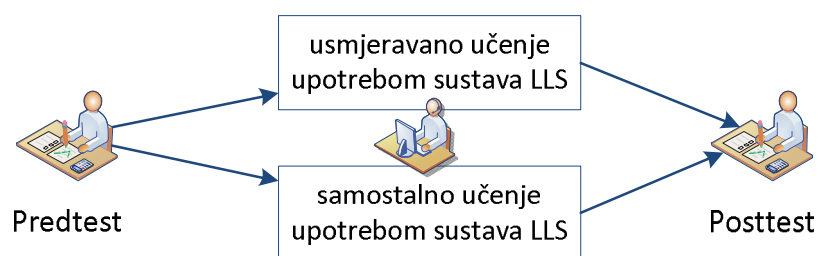 usmjeravano učenje
upotrebom sustava LLS
Predtest
samostalno učenje
upotrebom sustava LLS
Posttest